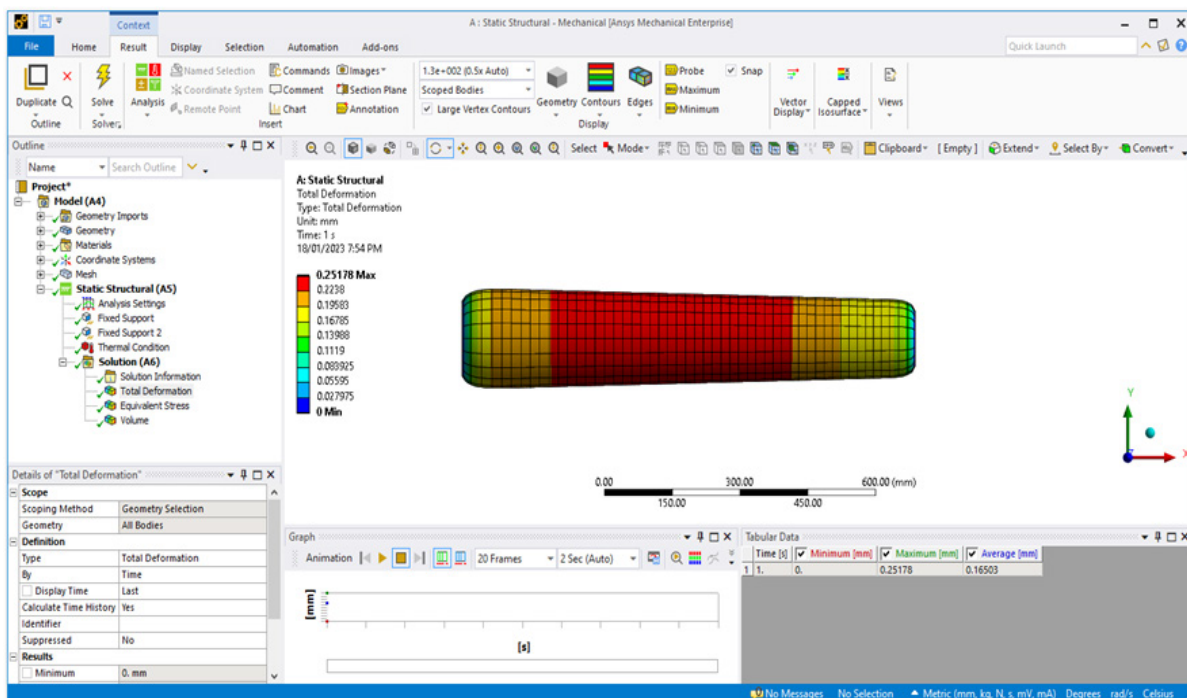 Context
A : Static Structural - Mechanical [Ansys Mechanical Enterprise]
File Home Result Display Selection Automation Add-ons Quick Launch
Duplicate Solve Analysis
Named Selection Commands Images
Coordinate System Comment Section Plane
Remote Point Chart Annotation
1.3e+002 (0.5x Auto)
Scoped Bodies
Large Vertex Contours
Geometry Contours Edges
Probe Snap
Maximum
Minimum
Vector Display
Capped Isosurface
Views
Outline Solver Insert Display
Outline
Name Search Outline
Select Mode Clipboard [ Empty ] Extend Select By Convert
Project*
Model (A4)
Geometry Imports
Geometry
Materials
Coordinate Systems
Mesh
Static Structural (A5)
Analysis Settings
Fixed Support
Fixed Support 2
Thermal Condition
Solution (A6)
Solution Information
Total Deformation
Equivalent Stress
Volume
A: Static Structural
Total Deformation
Type: Total Deformation
Unit: mm
Time: 1 s
18/01/2023 7:54 PM
0.25178 Max
0.2238
0.19583
0.16785
0.13988
0.1119
0.083925
0.05595
0.027975
0 Min
Y
X
0.00 300.00 600.00 (mm)
150.00 450.00
Details of "Total Deformation"
Scope
Scoping Method Geometry Selection
Geometry All Bodies
Definition
Type Total Deformation
By Time
Display Time Last
Calculate Time History Yes
Identifier
Suppressed No
Results
Minimum 0. mm
Graph
Animation 20 Frames 2 Sec (Auto)
[mm]
[s]
Tabular Data
Time [s] Minimum [mm] Maximum [mm] Average [mm]
1 1. 0. 0.25178 0.16503
No Messages No Selection Metric (mm, kg, N, s, mV, mA) Degrees rad/s Celsius